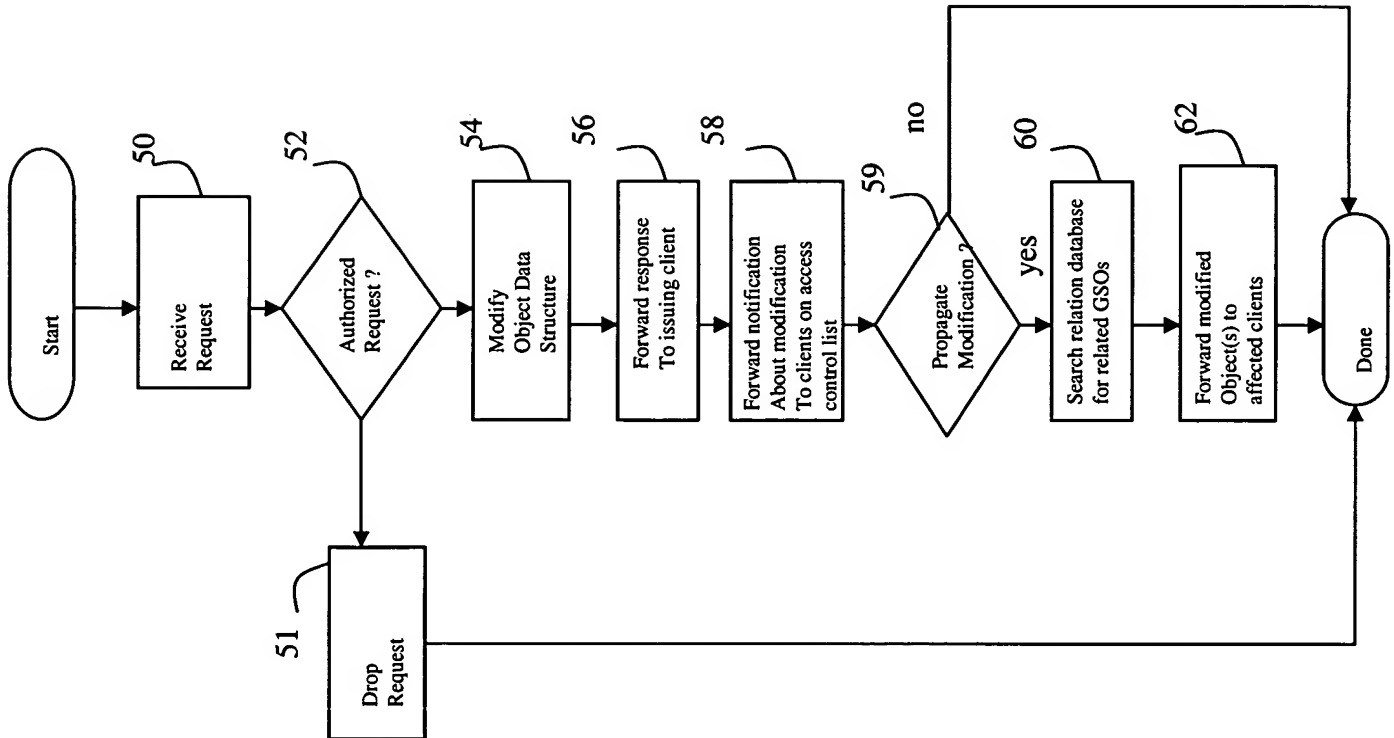 Start
50
Receive
Request
52
Authorized
Request ?
51
Drop
Request
54
Modify
Object Data
Structure
56
Forward response
To issuing client
58
Forward notification
About modification
To clients on access
control list
59
Propagate
Modification ?
no
yes
60
Search relation database
for related GSOs
62
Forward modified
Object(s) to
affected clients
Done